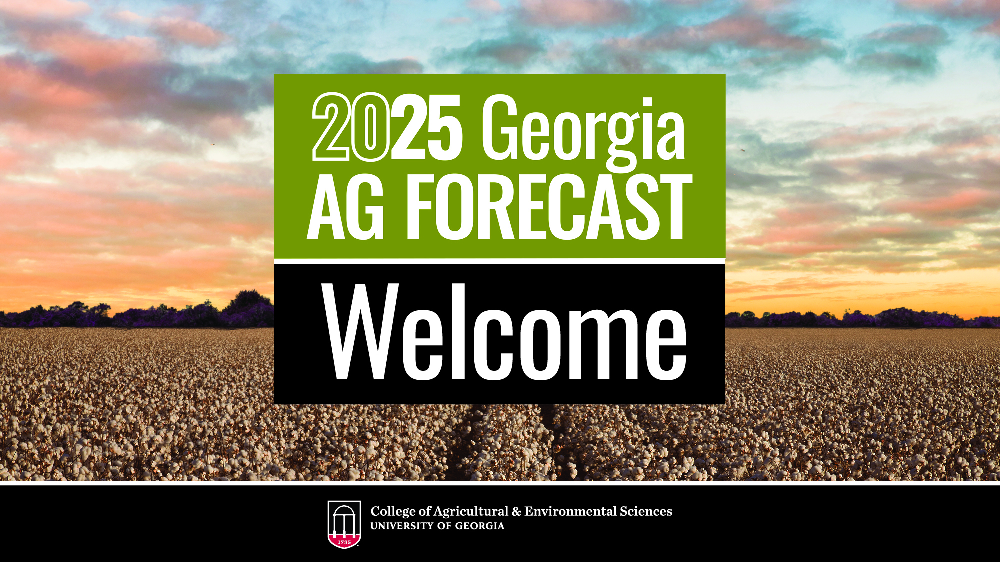 2025 Georgia
AG FORECAST
Welcome
College of Agricultural & Environmental Sciences
UNIVERSITY OF GEORGIA
1785